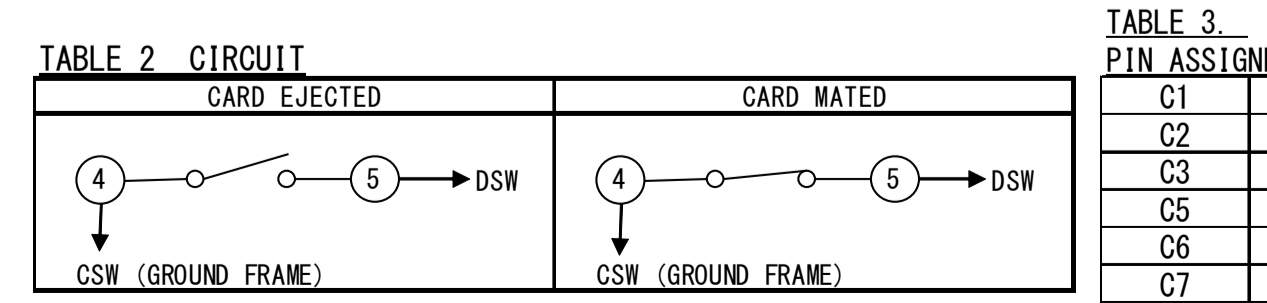 TABLE 2 CIRCUIT
CARD EJECTED
CARD MATED
4
5
DSW
CSW (GROUND FRAME)
4
5
DSW
CSW (GROUND FRAME)
TABLE 3.
PIN
C1
C2
C3
C5
C6
C7